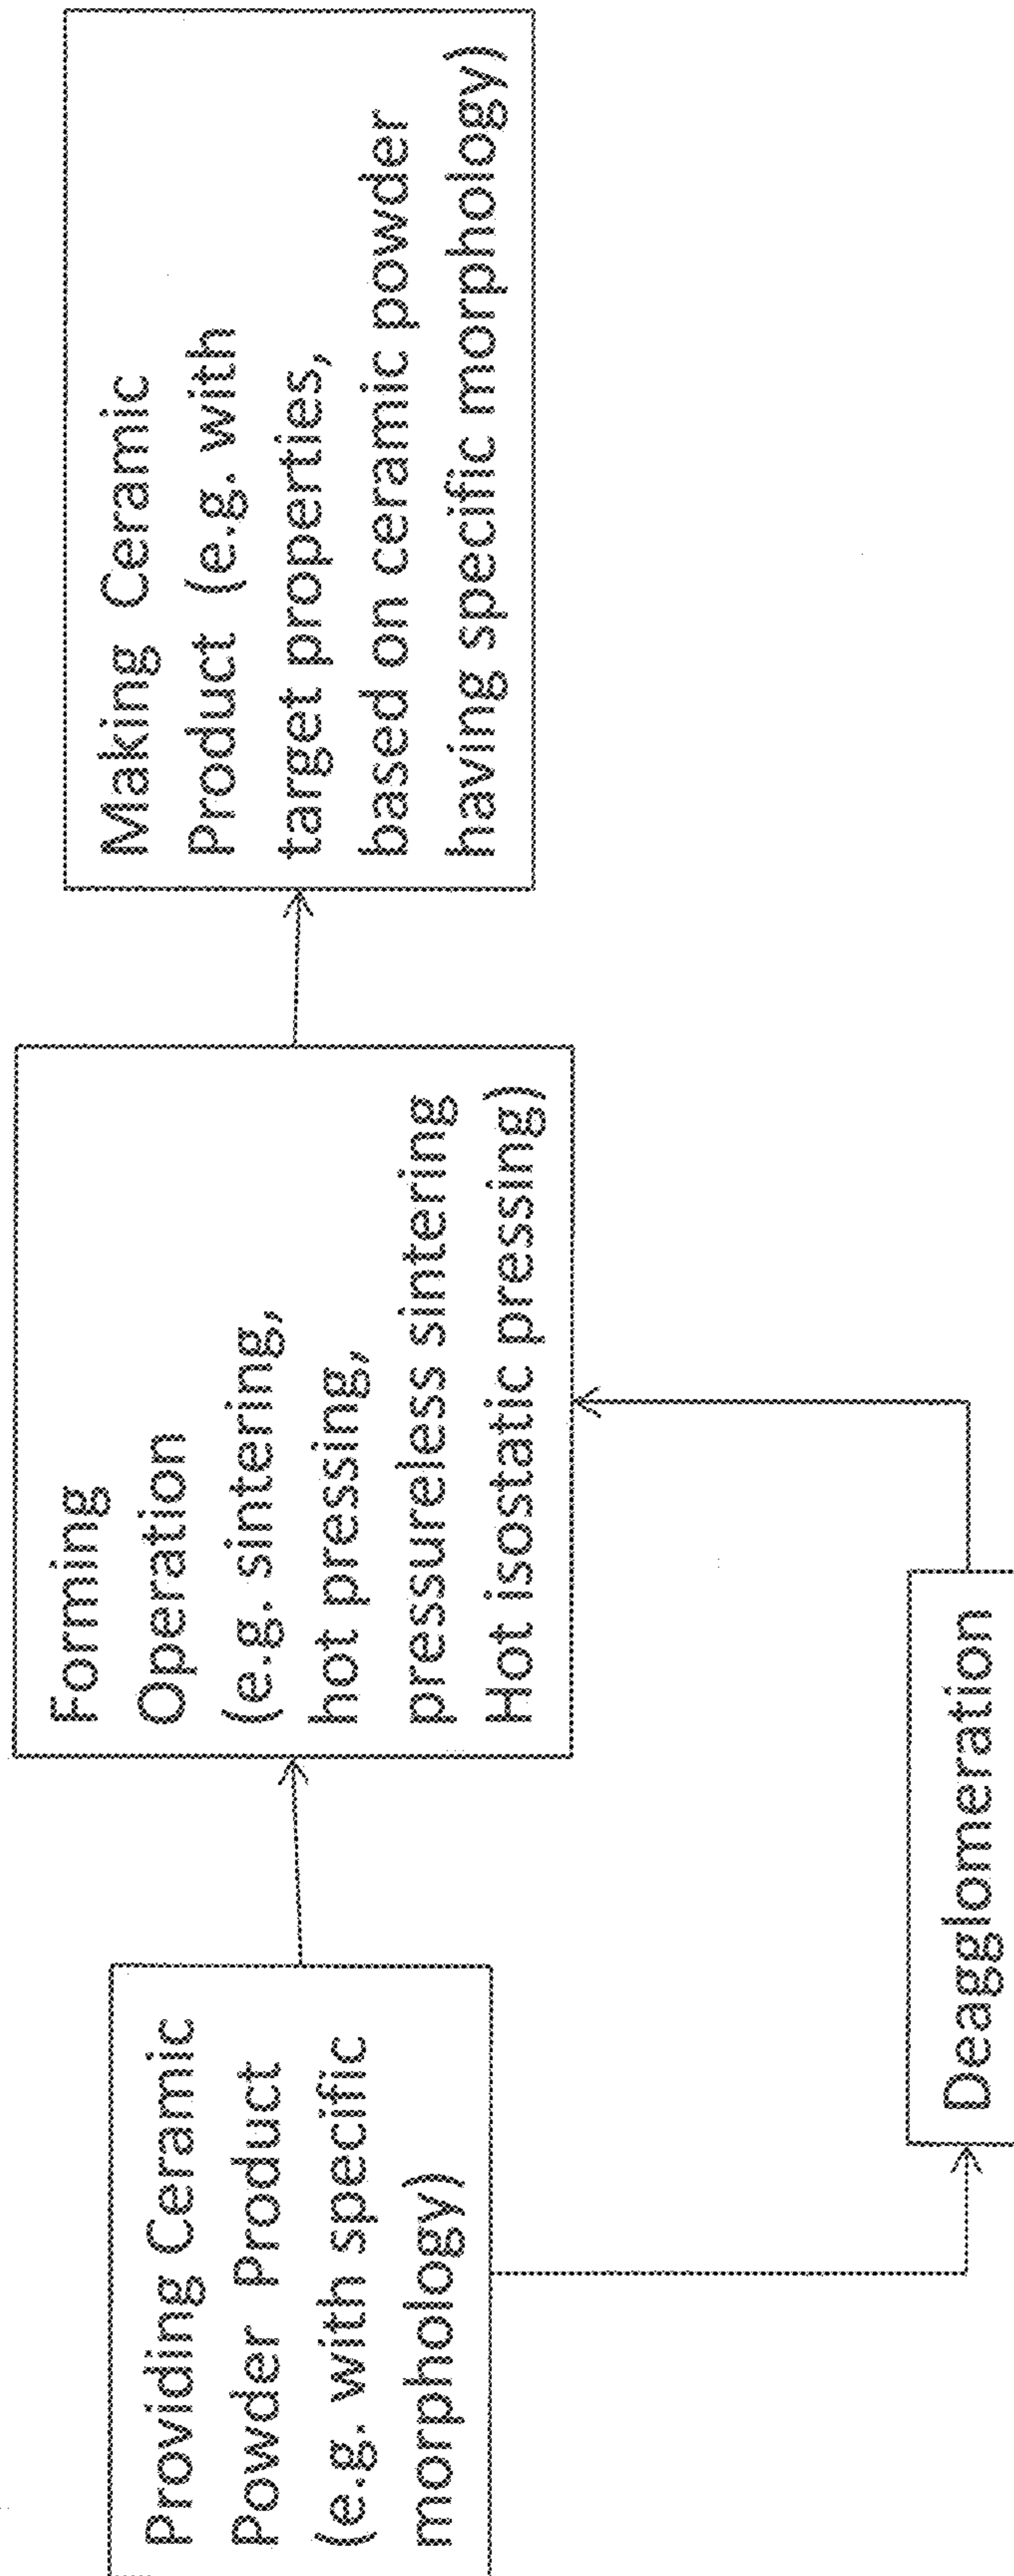 Providing Ceramic
Powder Product
(e.g. with specific
morphology)
Forming
Operation
(e.g. sintering,
hot pressing,
pressureless sintering
Hot isostatic pressing)
Making Ceramic
Product (e.g. with
target properties,
based on ceramic powder
having specific morphology)
Deagglomeration